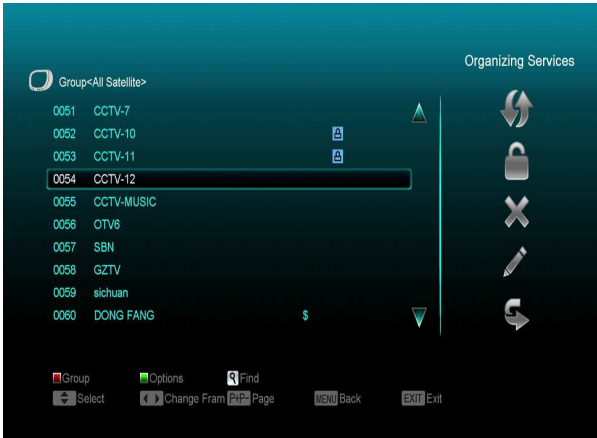 Organizing Services
Group<All Satellite>
0051 CCTV-7
0052 CCTV-10
0053 CCTV-11
0054 CCTV-12
0055 CCTV-MUSIC
0056 OTV6
0057 SBN
0058 GZTV
0059 sichuan
0060 DONG FANG $
Group Options Find
Select Change Fram P+P- Page MENU Back EXIT Exit